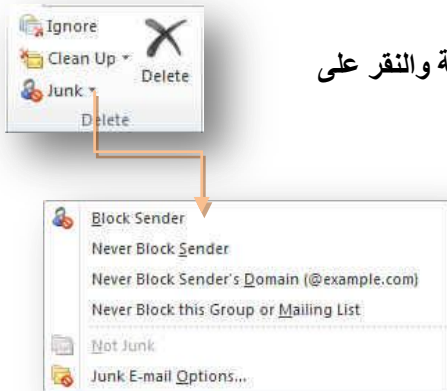 Ignore
Clean Up
Delete
Junk
Delete
والنقر على
Block Sender
Never Block Sender
Never Block Sender's Domain (@example.com)
Never Block this Group or Mailing List
Not Junk
Junk E-mail Options...